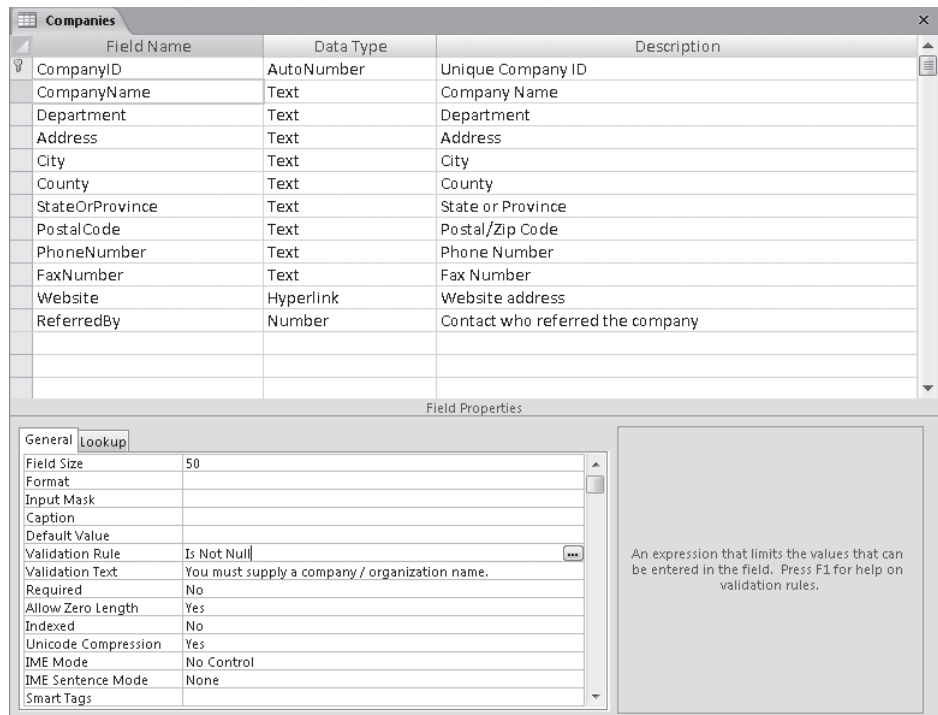 Companies
Field Name Data Type Description
CompanyID AutoNumber Unique Company ID
CompanyName Text Company Name
Department Text Department
Address Text Address
City Text City
County Text County
StateOrProvince Text State or Province
PostalCode Text Postal/Zip Code
PhoneNumber Text Phone Number
FaxNumber Text Fax Number
Website Hyperlink Website address
ReferredBy Number Contact who referred the company
Field Properties
General Lookup
Field Size 50
Format
Input Mask
Caption
Default Value
Validation Rule Is Not Null
Validation Text You must supply a company / organization name.
Required No
Allow Zero Length Yes
Indexed No
Unicode Compression Yes
IME Mode No Control
IME Sentence Mode None
Smart Tags
An expression that limits the values that can
be entered in the field. Press F1 for help on
validation rules.